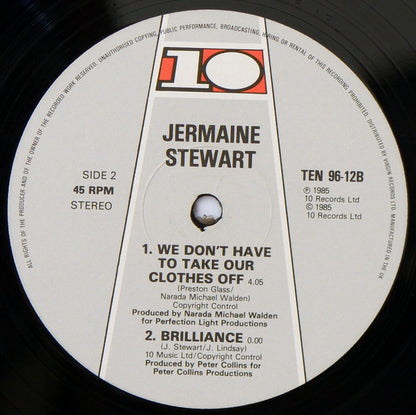 ALL RIGHTS OF THE PRODUCER AND OF THE OWNER OF THE RECORDED WORK RESERVED. UNAUTHORISED COPYING, PUBLIC PERFORMANCE, BROADCASTING, HIRING OR RENTAL OF THIS RECORDING PROHIBITED. DISTRIBUTED BY VIRGIN RECORDS LTD. MANUFACTURED IN THE UK
10
JERMAINE
STEWART
SIDE 2
45 RPM
STEREO
TEN 96-12B
℗ 1985
10 Records Ltd
© 1985
10 Records Ltd
1. WE DON'T HAVE
TO TAKE OUR
CLOTHES OFF 4.05
(Preston Glass/
Narada Michael Walden)
Copyright Control
Produced by Narada Michael Walden
for Perfection Light Productions
2. BRILLIANCE 0.00
(J. Stewart/J. Lindsay)
10 Music Ltd/Copyright Control
Produced by Peter Collins for
Peter Collins Productions